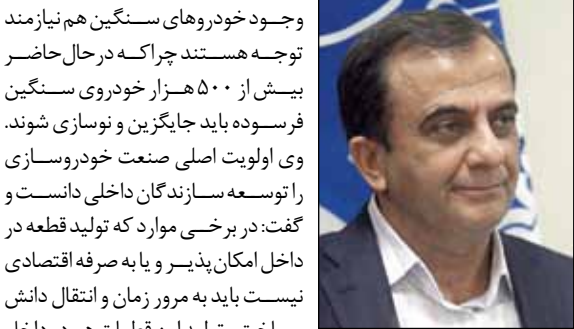 وجود خودروهای سنگین هم نیازمند
توجه هستند چراکه در حال حاضر
بیش از ۵۰۰ هزار خودروی سنگین
فرسوده باید جایگزین و نوسازی شوند.
وی اولویت اصلی صنعت خودروسازی
را توسعه سازندگان داخلی دانست و
گفت: در برخی موارد که تولید قطعه در
داخل امکان‌پذیر و یا به صرفه اقتصادی
نیست باید به مرور زمان و انتقال دانش